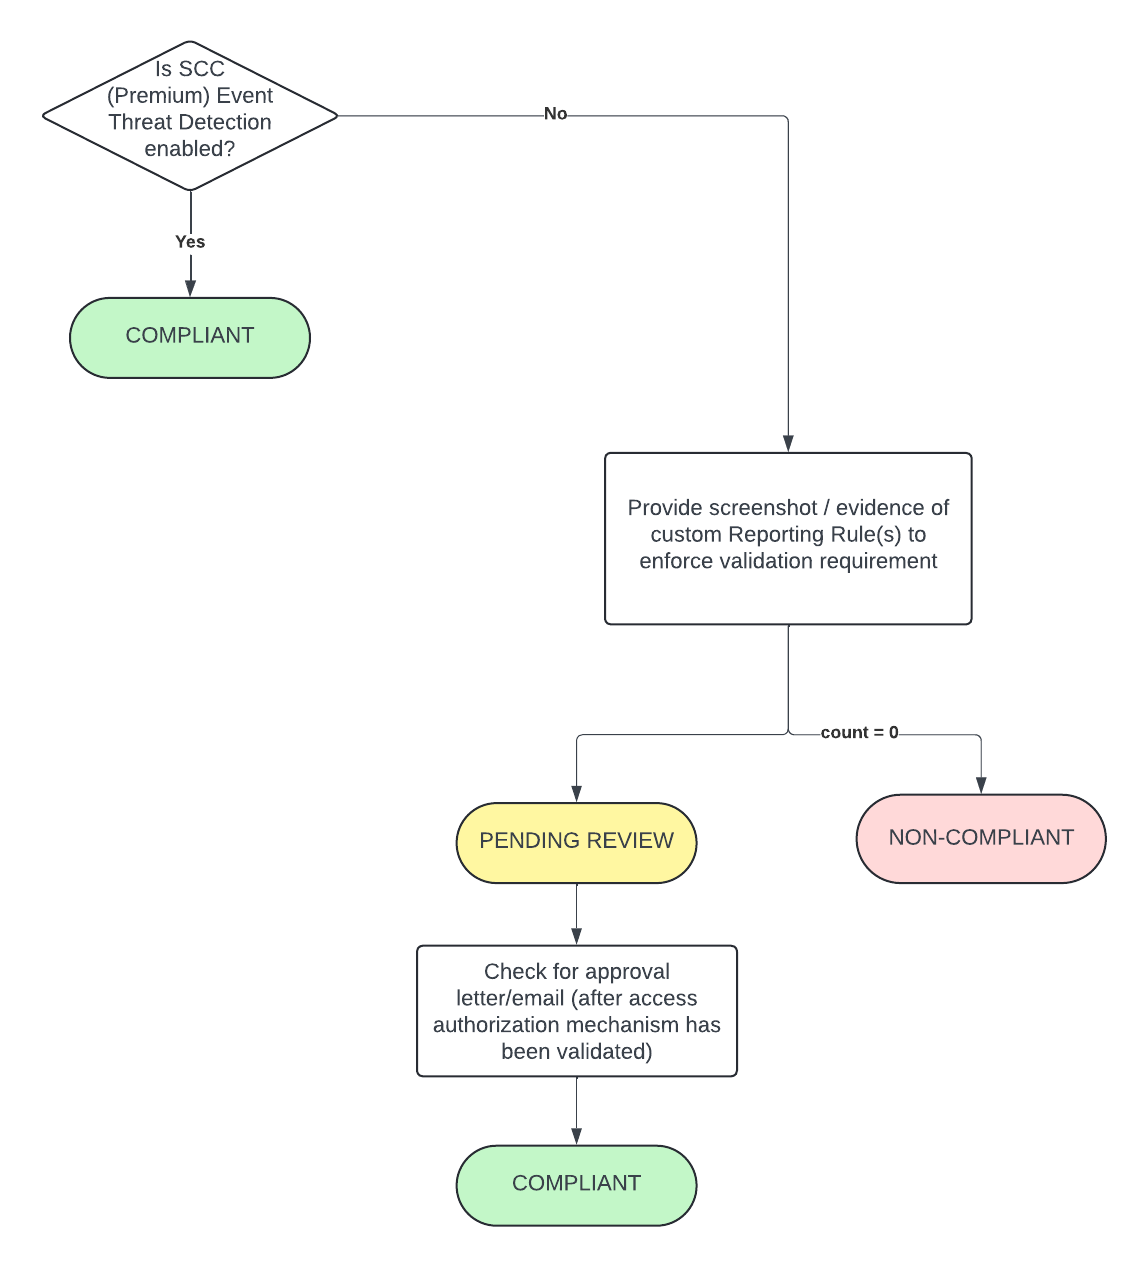 Is SCC
(Premium) Event
Threat Detection
enabled?
No
Yes
COMPLIANT
Provide screenshot / evidence of
custom Reporting Rule(s) to
enforce validation requirement
count = 0
PENDING REVIEW
NON-COMPLIANT
Check for approval
letter/email (after access
authorization mechanism has
been validated)
COMPLIANT